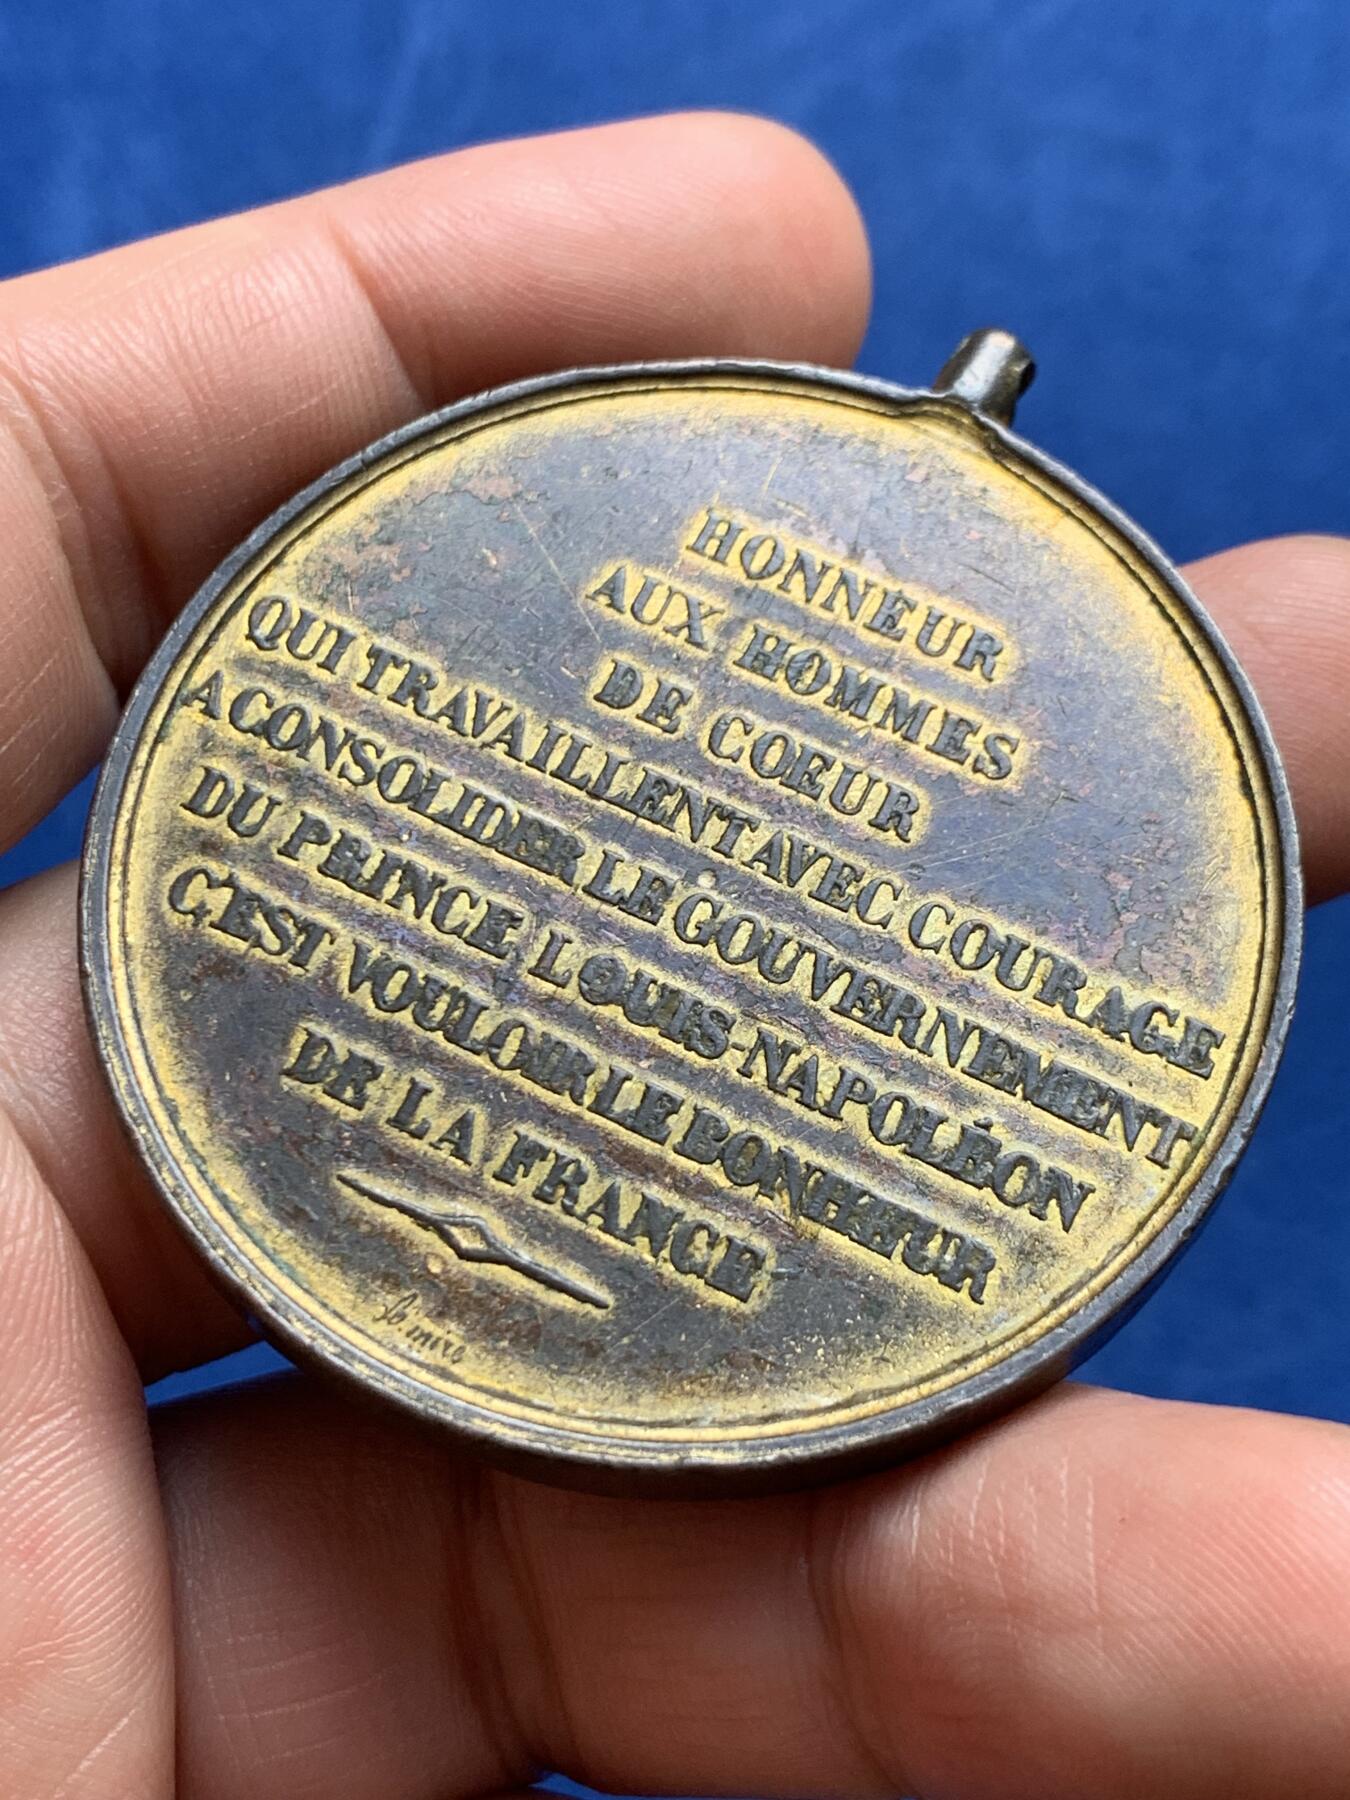 HONNEUR
AUX HOMMES
DE CŒUR
QUI TRAVAILLENT AVEC COURAGE
A CONSOLIDER LE GOUVERNEMENT
DU PRINCE LOUIS-NAPOLÉON
C'EST VOULOIR LE BONHEUR
DE LA FRANCE